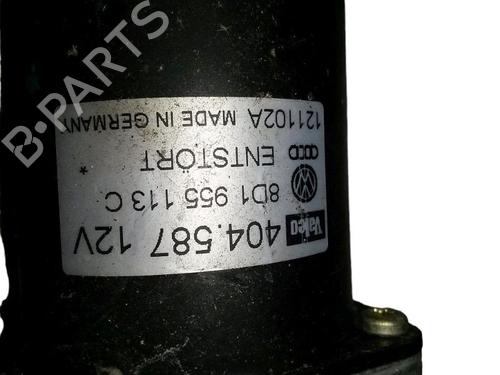 Valeo 404.587 12V
8D1 955 113 C
ENTSTÖRT *
121102A MADE IN GERMANY
B-PARTS